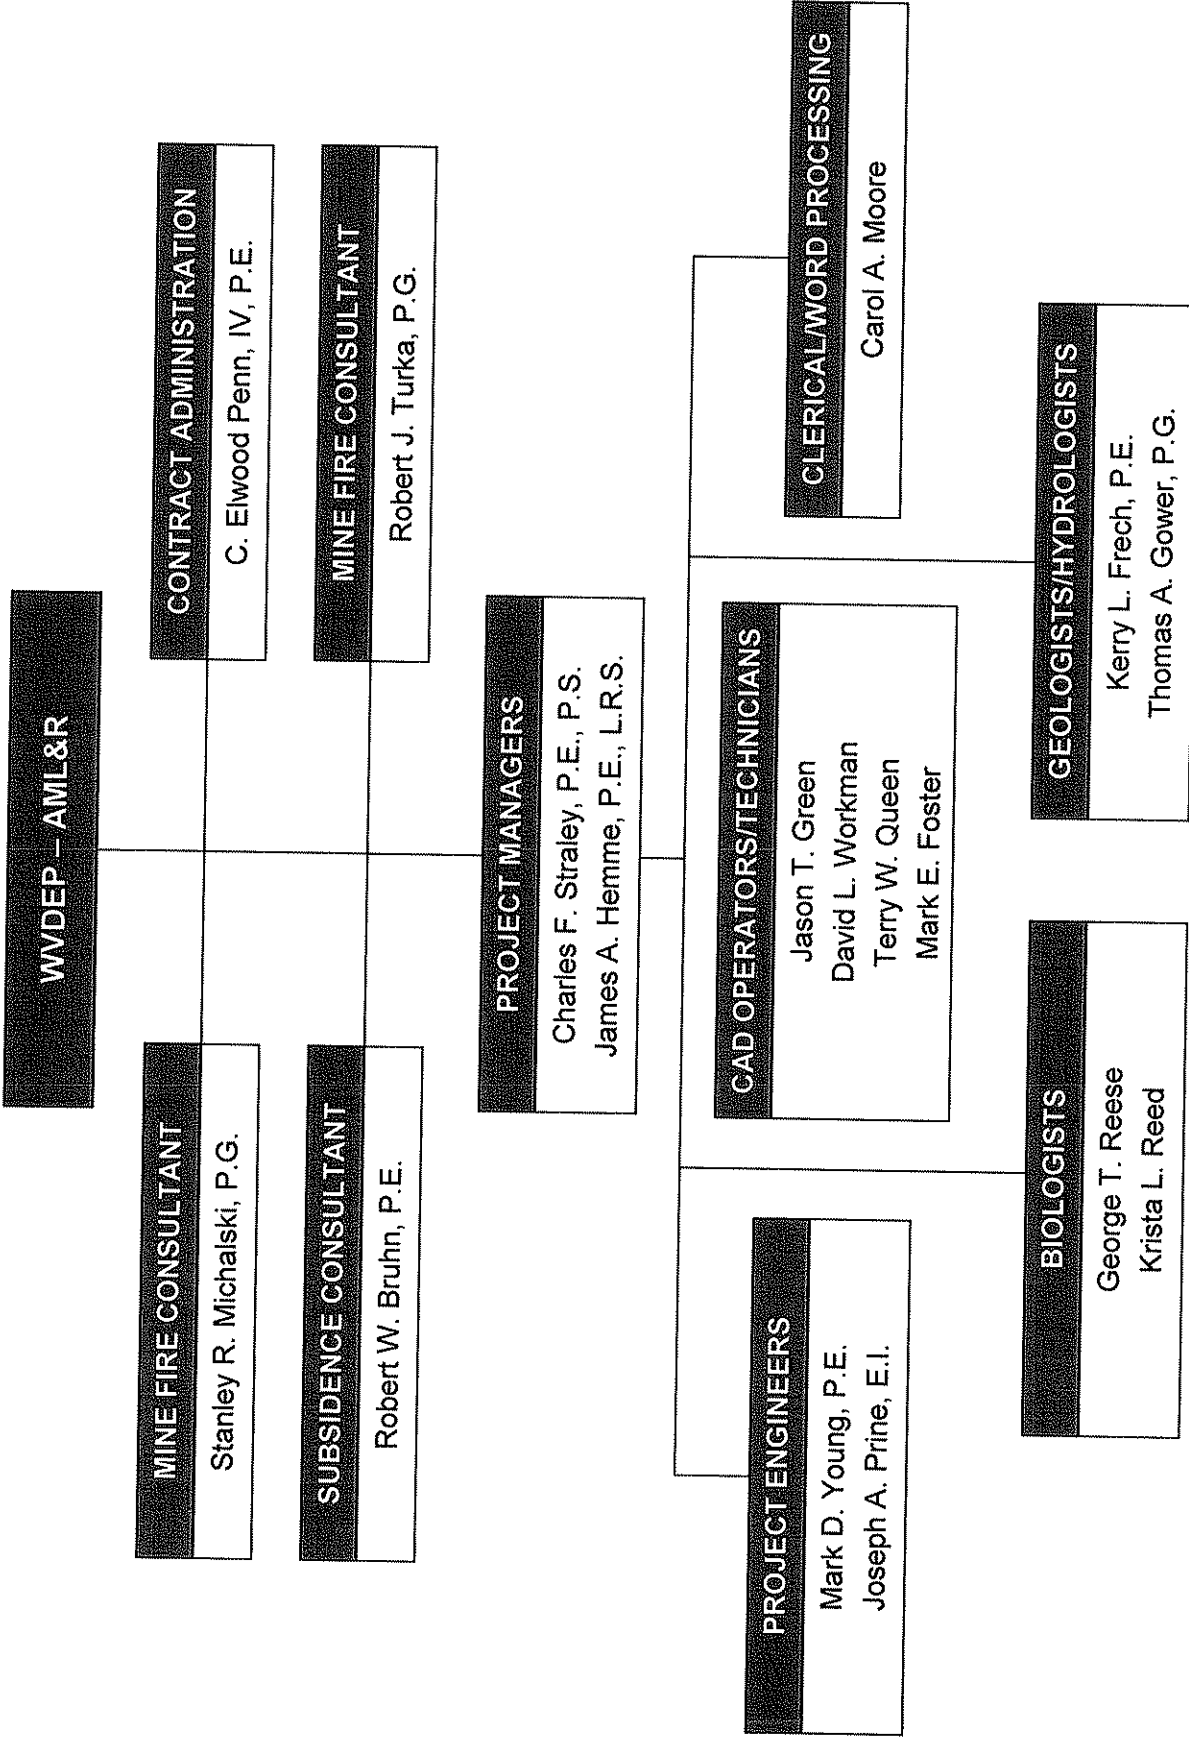 WVDEP – AML&R
MINE FIRE CONSULTANT
Stanley R. Michalski, P.G.
CONTRACT ADMINISTRATION
C. Elwood Penn, IV, P.E.
SUBSIDENCE CONSULTANT
Robert W. Bruhn, P.E.
MINE FIRE CONSULTANT
Robert J. Turka, P.G.
PROJECT MANAGERS
Charles F. Straley, P.E., P.S.
James A. Hemme, P.E., L.R.S.
PROJECT ENGINEERS
Mark D. Young, P.E.
Joseph A. Prine, E.I.
CAD OPERATORS/TECHNICIANS
Jason T. Green
David L. Workman
Terry W. Queen
Mark E. Foster
CLERICAL/WORD PROCESSING
Carol A. Moore
BIOLOGISTS
George T. Reese
Krista L. Reed
GEOLOGISTS/HYDROLOGISTS
Kerry L. Frech, P.E.
Thomas A. Gower, P.G.